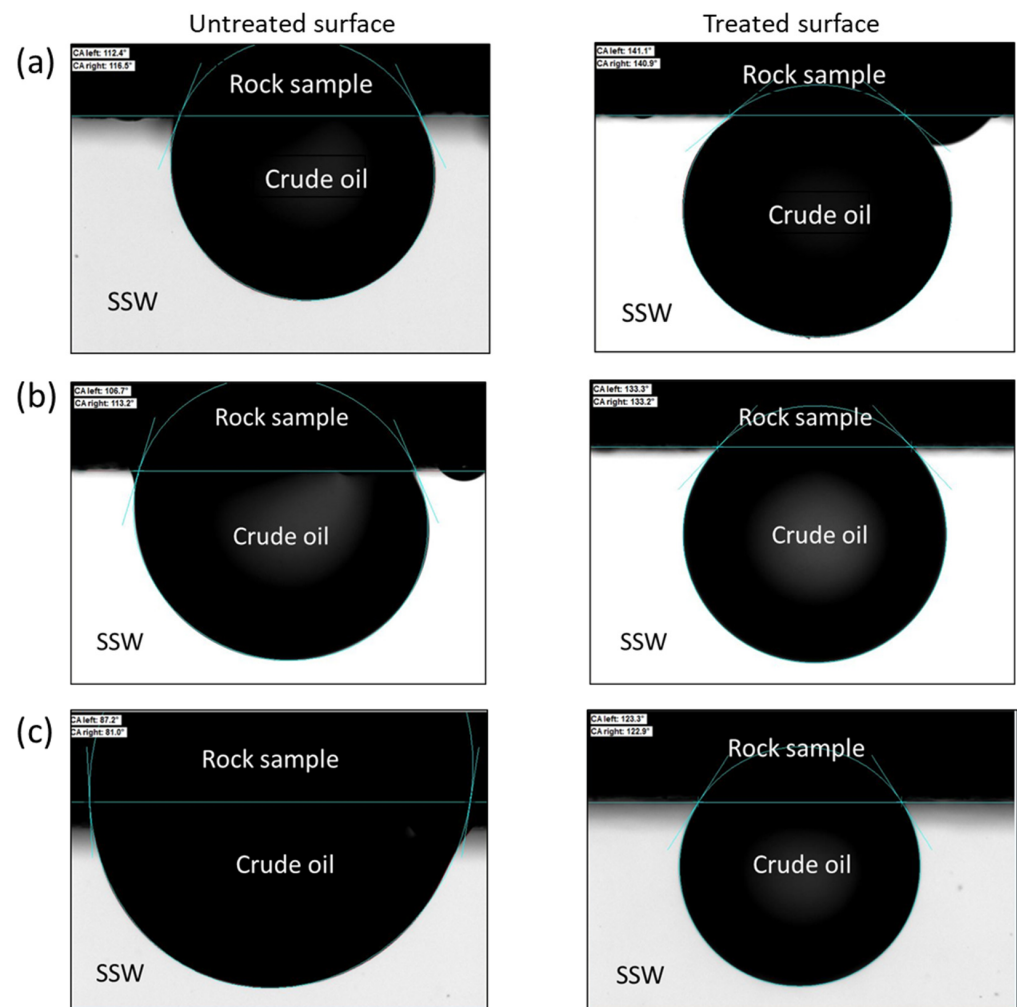 Untreated surface
Treated surface
(a)
CA left: 112.4°
CA right: 116.5°
Rock sample
Crude oil
SSW
CA left: 141.1°
CA right: 140.9°
Rock sample
Crude oil
SSW
(b)
CA left: 106.7°
CA right: 113.2°
Rock sample
Crude oil
SSW
CA left: 133.3°
CA right: 133.2°
Rock sample
Crude oil
SSW
(c)
CA left: 87.2°
CA right: 81.0°
Rock sample
Crude oil
SSW
CA left: 123.3°
CA right: 122.9°
Rock sample
Crude oil
SSW